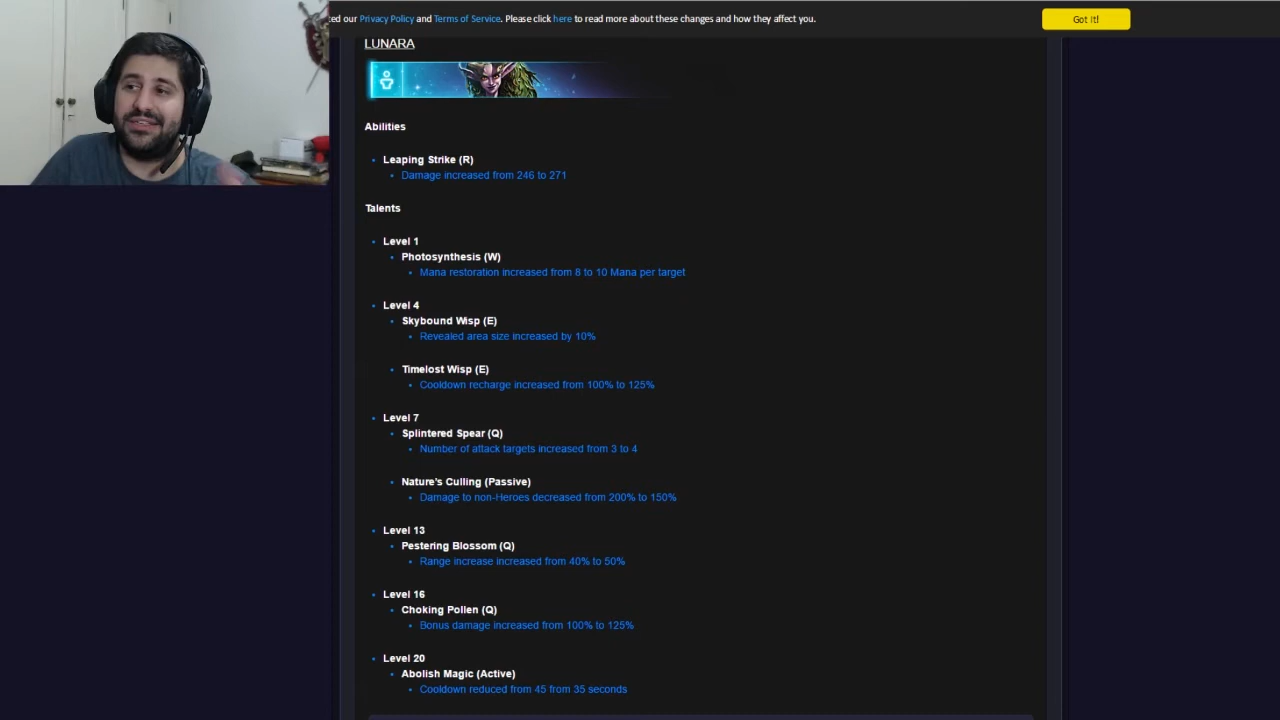 ed our Privacy Policy and Terms of Service. Please click here to read more about these changes and how they affect you.
Got It!
LUNARA
Abilities
Leaping Strike (R)
Damage increased from 246 to 271
Talents
Level 1
Photosynthesis (W)
Mana restoration increased from 8 to 10 Mana per target
Level 4
Skybound Wisp (E)
Revealed area size increased by 10%
Timelost Wisp (E)
Cooldown recharge increased from 100% to 125%
Level 7
Splintered Spear (Q)
Number of attack targets increased from 3 to 4
Nature's Culling (Passive)
Damage to non-Heroes decreased from 200% to 150%
Level 13
Pestering Blossom (Q)
Range increase increased from 40% to 50%
Level 16
Choking Pollen (Q)
Bonus damage increased from 100% to 125%
Level 20
Abolish Magic (Active)
Cooldown reduced from 45 from 35 seconds